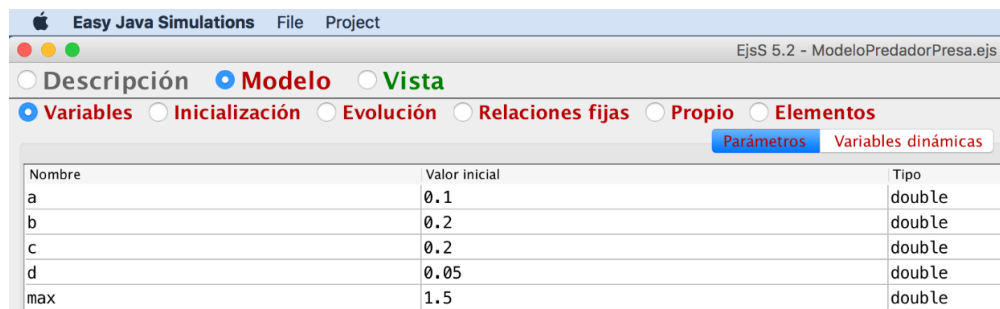 Easy Java Simulations File Project
EjsS 5.2 - ModeloPredadorPresa.ejs
Descripción Modelo Vista
Variables Inicialización Evolución Relaciones fijas Propio Elementos
Parámetros Variables dinámicas
Nombre Valor inicial Tipo
a 0.1 double
b 0.2 double
c 0.2 double
d 0.05 double
max 1.5 double